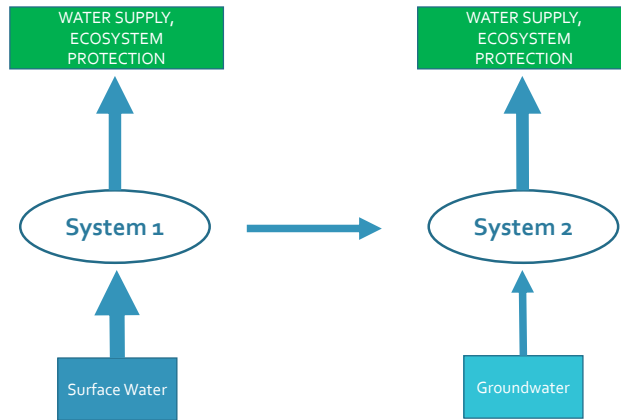 WATER SUPPLY,
ECOSYSTEM
PROTECTION
WATER SUPPLY,
ECOSYSTEM
PROTECTION
System 1
System 2
Surface Water
Groundwater